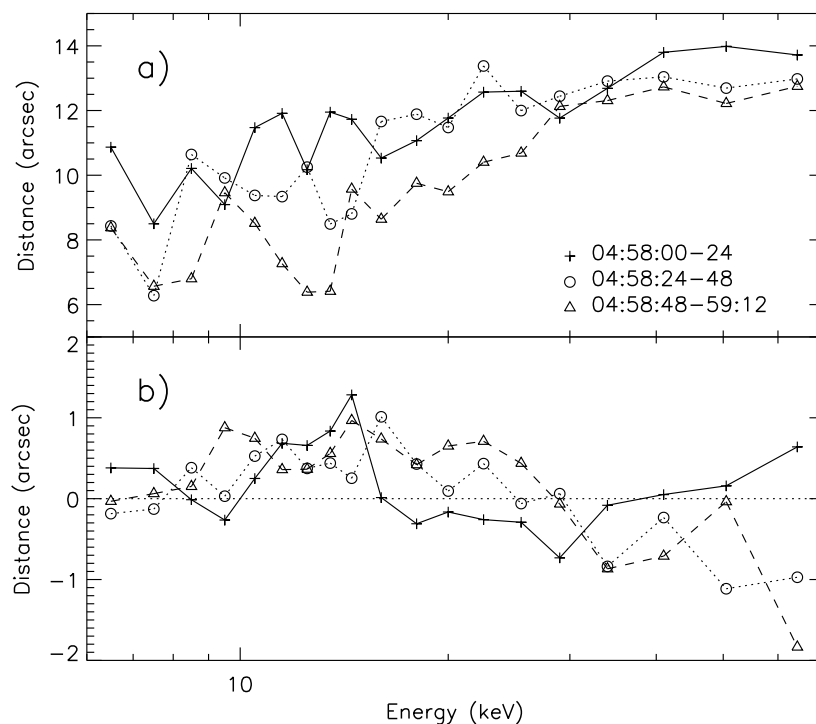 14
12
10
8
6
Distance (arcsec)
a)
04:58:00−24
04:58:24−48
04:58:48−59:12
2
1
0
−1
−2
Distance (arcsec)
b)
10
Energy (keV)